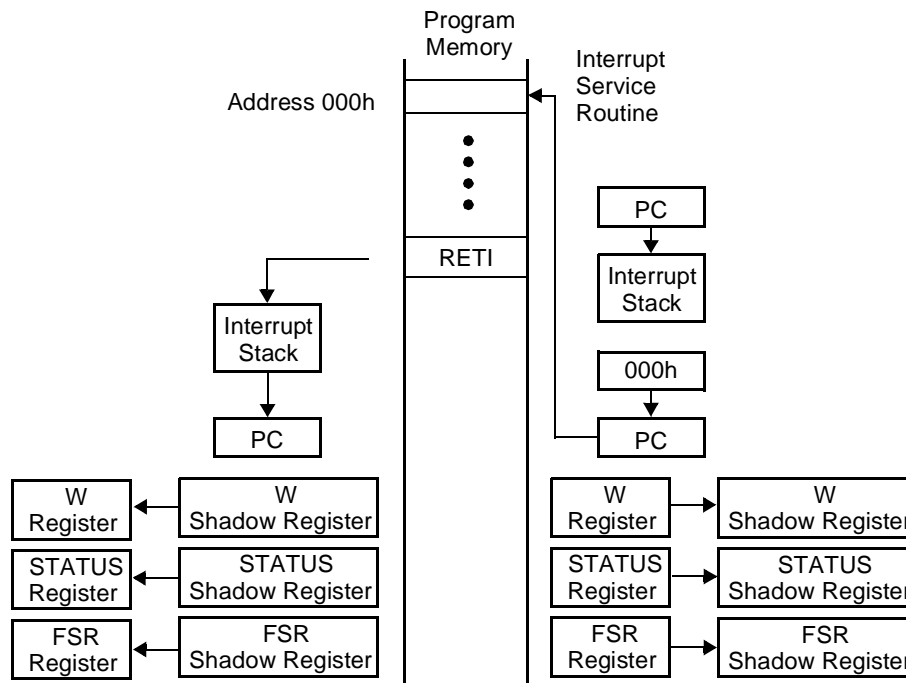 Program
Memory
Interrupt
Service
Routine
Address 000h
PC
RETI
Interrupt
Stack
Interrupt
Stack
000h
PC
PC
W
Register
W
Shadow Register
W
Register
W
Shadow Register
STATUS
Register
STATUS
Shadow Register
STATUS
Register
STATUS
Shadow Register
FSR
Register
FSR
Shadow Register
FSR
Register
FSR
Shadow Register